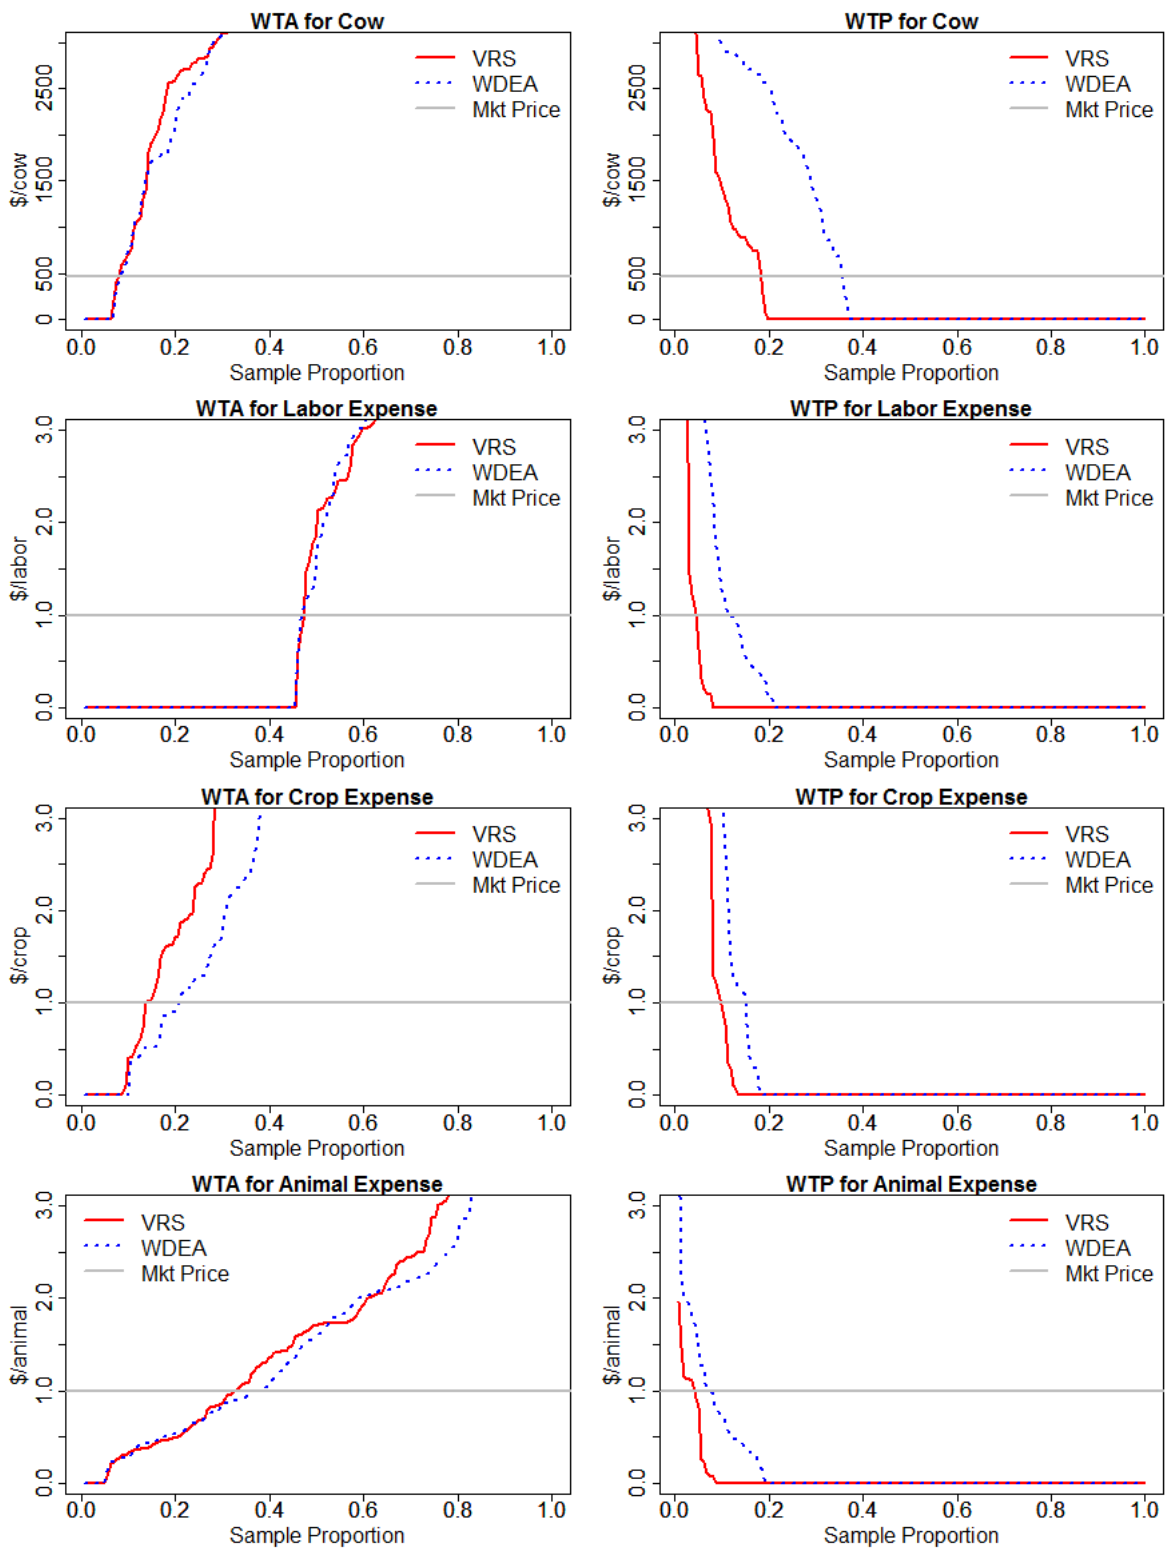 WTA for Cow
VRS
WDEA
Mkt Price
$/cow
0 500 1500 2500
0.0 0.2 0.4 0.6 0.8 1.0
Sample Proportion
WTP for Cow
VRS
WDEA
Mkt Price
$/cow
0 500 1500 2500
0.0 0.2 0.4 0.6 0.8 1.0
Sample Proportion
WTA for Labor Expense
VRS
WDEA
Mkt Price
$/labor
0.0 1.0 2.0 3.0
0.0 0.2 0.4 0.6 0.8 1.0
Sample Proportion
WTP for Labor Expense
VRS
WDEA
Mkt Price
$/labor
0.0 1.0 2.0 3.0
0.0 0.2 0.4 0.6 0.8 1.0
Sample Proportion
WTA for Crop Expense
VRS
WDEA
Mkt Price
$/crop
0.0 1.0 2.0 3.0
0.0 0.2 0.4 0.6 0.8 1.0
Sample Proportion
WTP for Crop Expense
VRS
WDEA
Mkt Price
$/crop
0.0 1.0 2.0 3.0
0.0 0.2 0.4 0.6 0.8 1.0
Sample Proportion
WTA for Animal Expense
VRS
WDEA
Mkt Price
$/animal
0.0 1.0 2.0 3.0
0.0 0.2 0.4 0.6 0.8 1.0
Sample Proportion
WTP for Animal Expense
VRS
WDEA
Mkt Price
$/animal
0.0 1.0 2.0 3.0
0.0 0.2 0.4 0.6 0.8 1.0
Sample Proportion